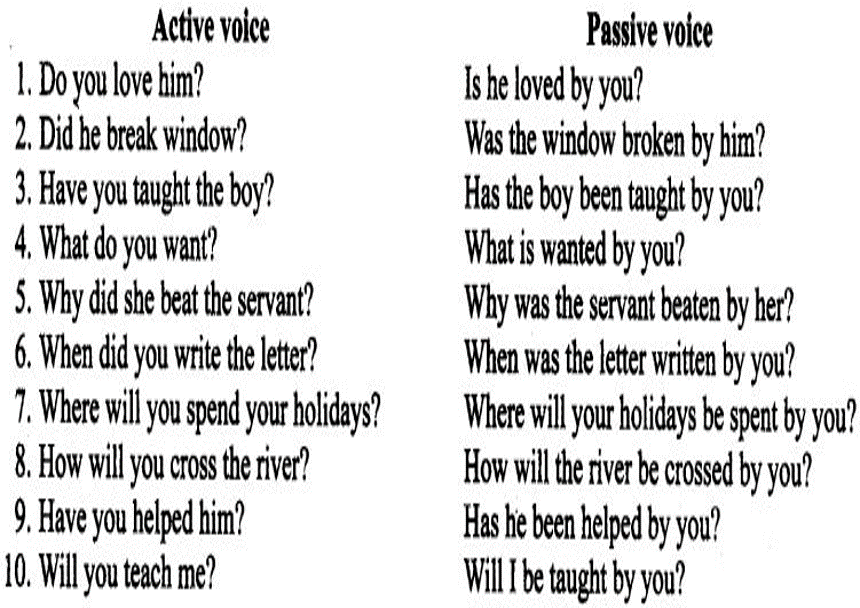 Active voice Passive voice
1. Do you love him? Is he loved by you?
2. Did he break window? Was the window broken by him?
3. Have you taught the boy? Has the boy been taught by you?
4. What do you want? What is wanted by you?
5. Why did she beat the servant? Why was the servant beaten by her?
6. When did you write the letter? When was the letter written by you?
7. Where will you spend your holidays? Where will your holidays be spent by you?
8. How will you cross the river? How will the river be crossed by you?
9. Have you helped him? Has he been helped by you?
10. Will you teach me? Will I be taught by you?